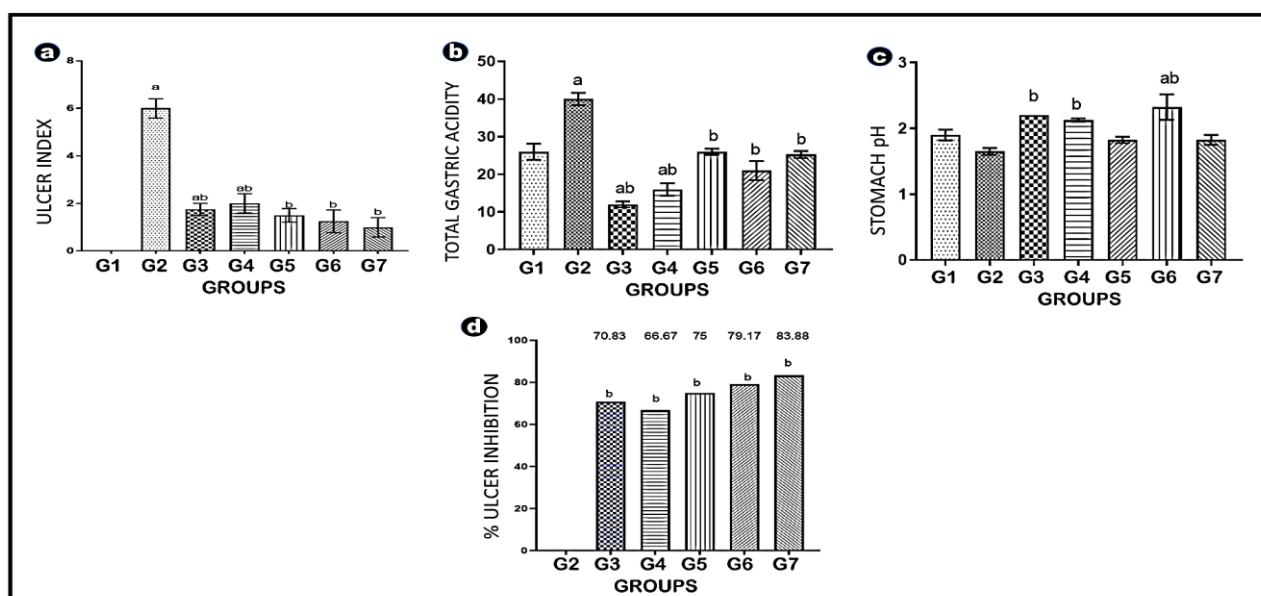 a
8
6
4
2
0
ULCER INDEX
a
ab
ab
b
b
b
G1 G2 G3 G4 G5 G6 G7
GROUPS
b
50
40
30
20
10
0
TOTAL GASTRIC ACIDITY
a
ab
ab
b
b
b
G1 G2 G3 G4 G5 G6 G7
GROUPS
c
3
2
1
0
STOMACH pH
b
b
ab
G1 G2 G3 G4 G5 G6 G7
GROUPS
d
70.83 66.67 75 79.17 83.88
100
80
60
40
20
0
% ULCER INHIBITION
b
b
b
b
b
G2 G3 G4 G5 G6 G7
GROUPS